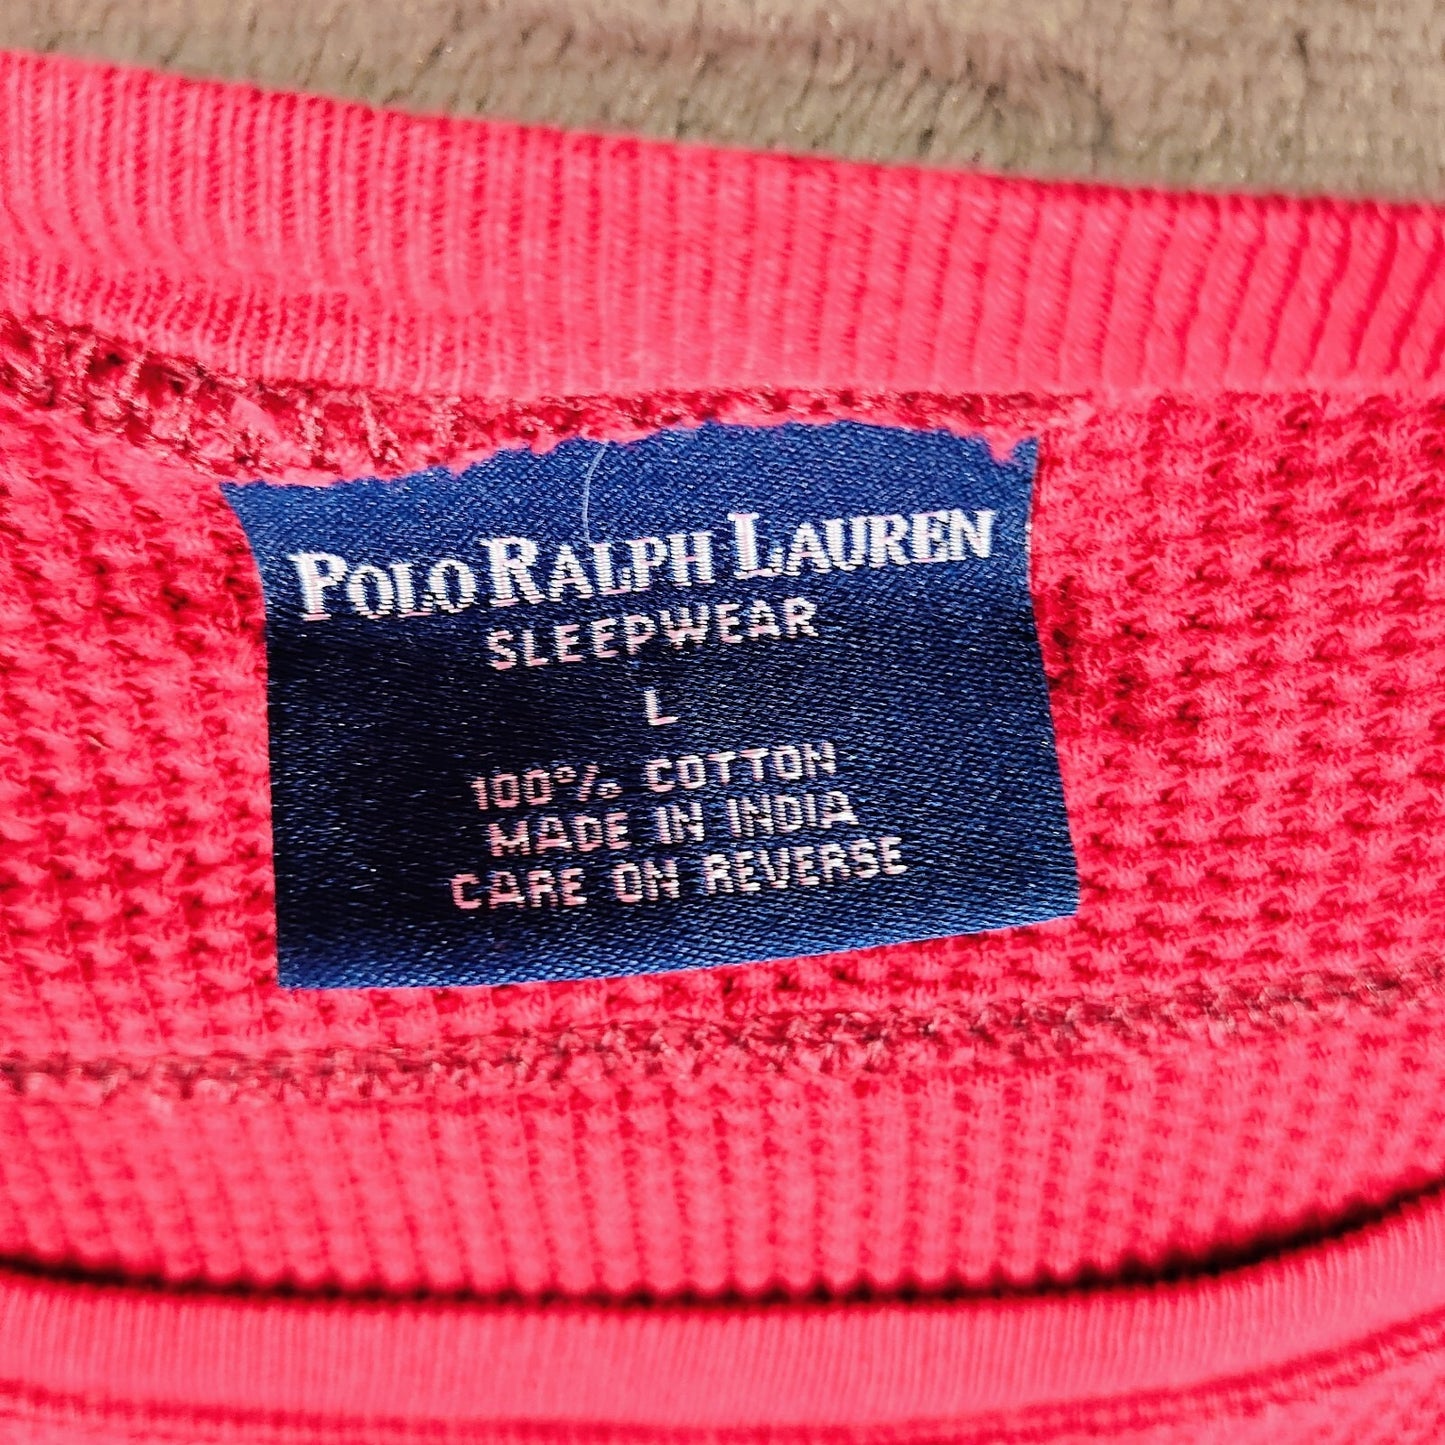 POLO RALPH LAUREN
SLEEPWEAR
L
100% COTTON
MADE IN INDIA
CARE ON REVERSE